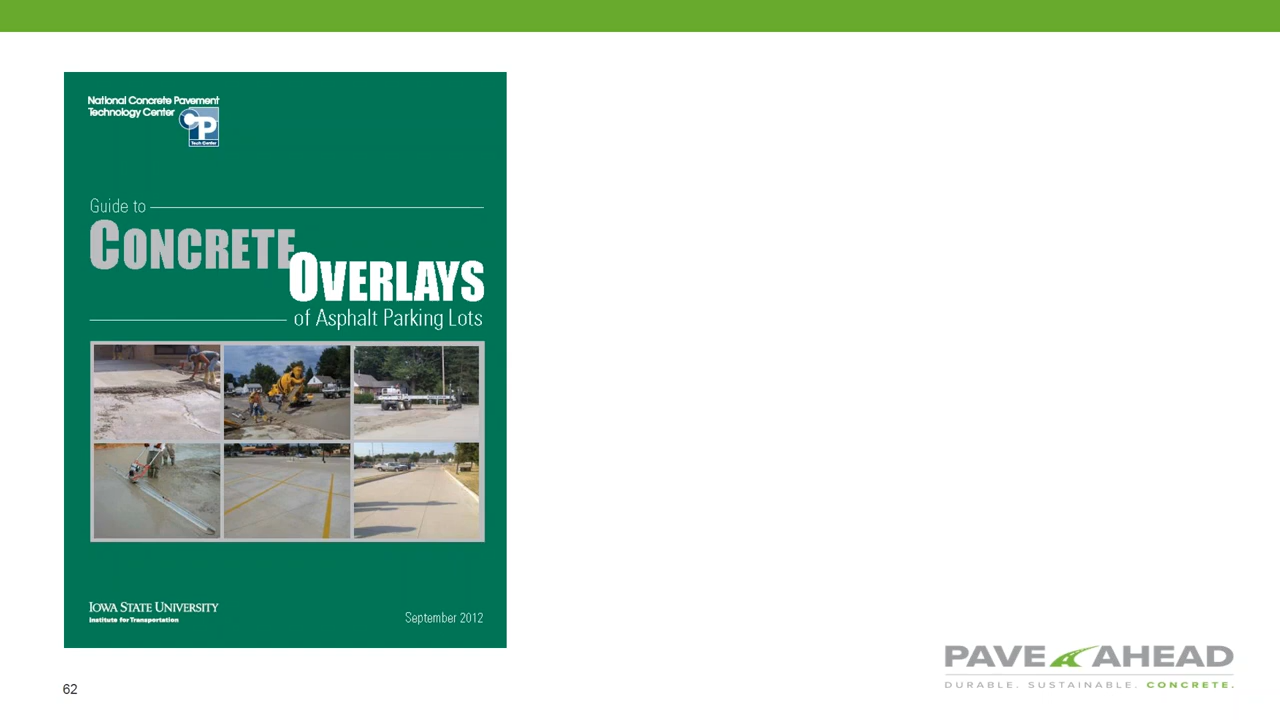 National Concrete Pavement
Technology Center
CP
Tech Center
Guide to
CONCRETE
OVERLAYS
of Asphalt Parking Lots
IOWA STATE UNIVERSITY
Institute for Transportation
September 2012
PAVE AHEAD
DURABLE. SUSTAINABLE. CONCRETE.
62